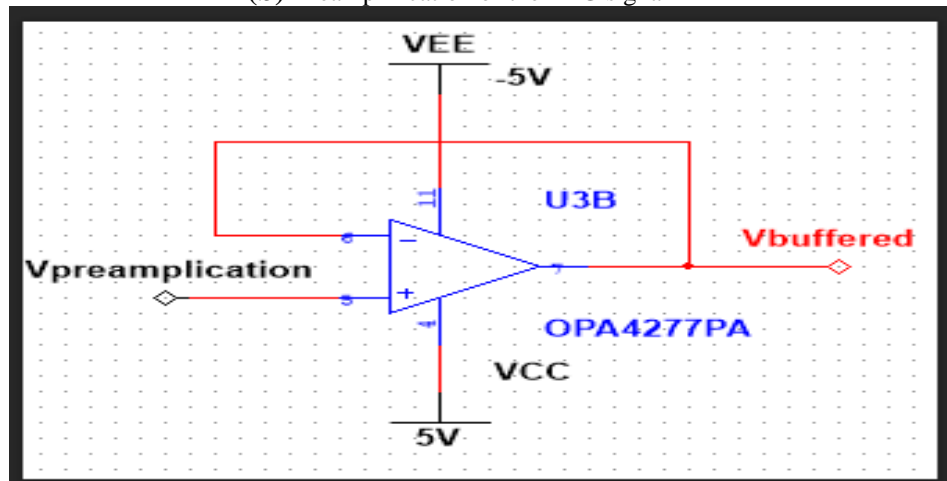 VEE
-5V
11
U3B
6
Vbuffered
Vpreamplication
7
5
4
OPA4277PA
VCC
5V